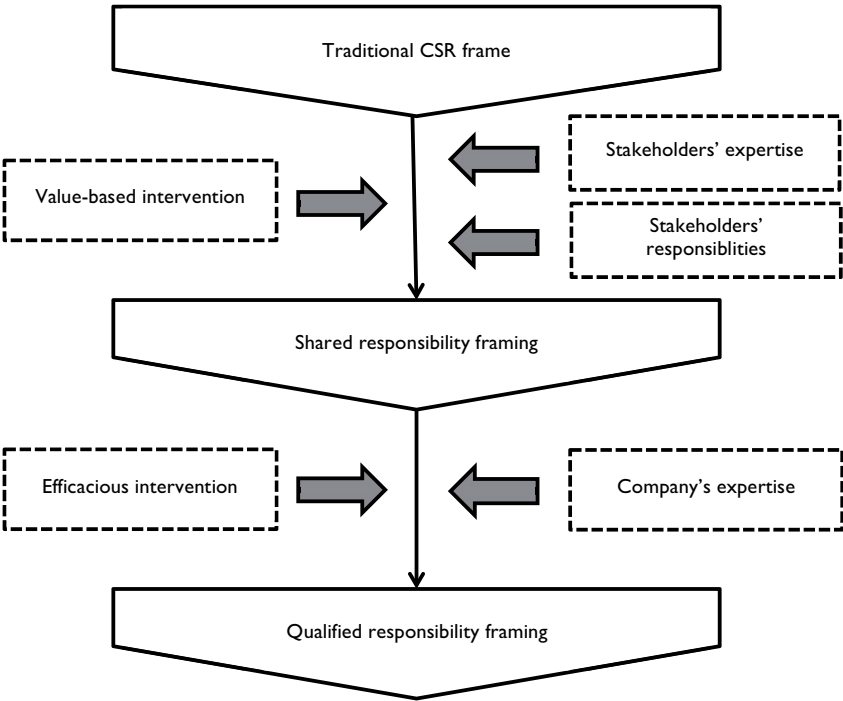 Traditional CSR frame
Stakeholders’ expertise
Value-based intervention
Stakeholders’
responsiblities
Shared responsibility framing
Efficacious intervention
Company’s expertise
Qualified responsibility framing